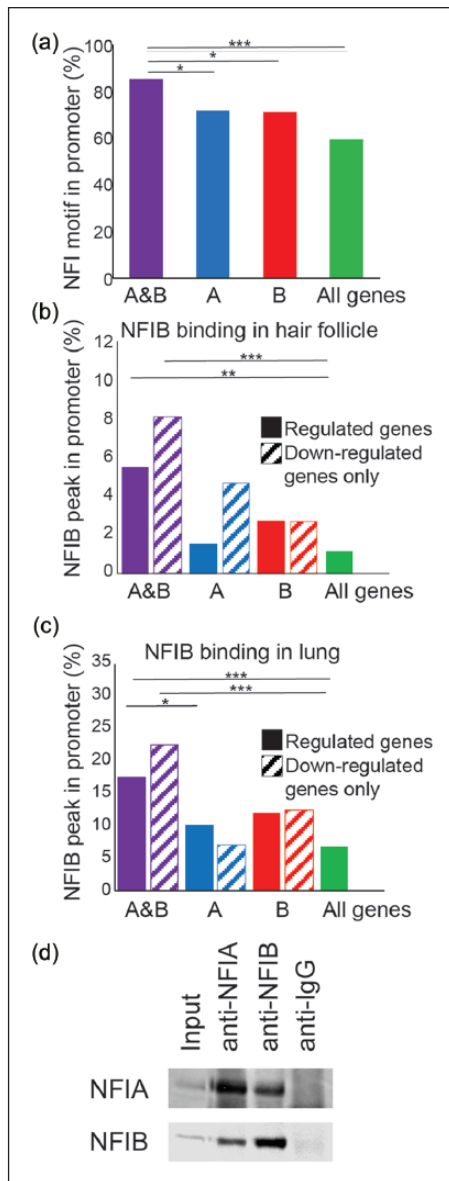 (a)
NFI motif in promoter (%)
100
80
60
40
20
0
***
*
*
A&B A B All genes
(b)
NFIB binding in hair follicle
NFIB peak in promoter (%)
12
10
8
6
4
2
0
***
**
Regulated genes
Down-regulated
genes only
A&B A B All genes
(c)
NFIB binding in lung
NFIB peak in promoter (%)
35
30
25
20
15
10
5
0
***
***
*
Regulated genes
Down-regulated
genes only
A&B A B All genes
(d)
Input
anti-NFIA
anti-NFIB
anti-IgG
NFIA
NFIB